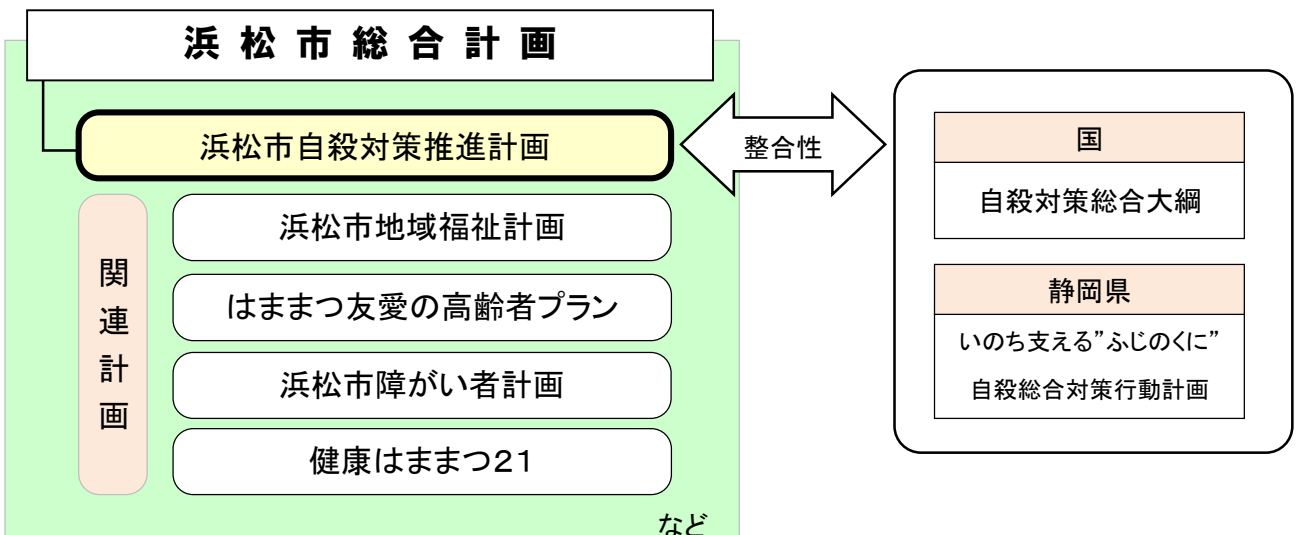 浜松市総合計画
浜松市自殺対策推進計画
整合性
関連計画
浜松市地域福祉計画
はままつ友愛の高齢者プラン
浜松市障がい者計画
健康はままつ21
など
国
自殺対策総合大綱
静岡県
いのち支える”ふじのくに”
自殺総合対策行動計画